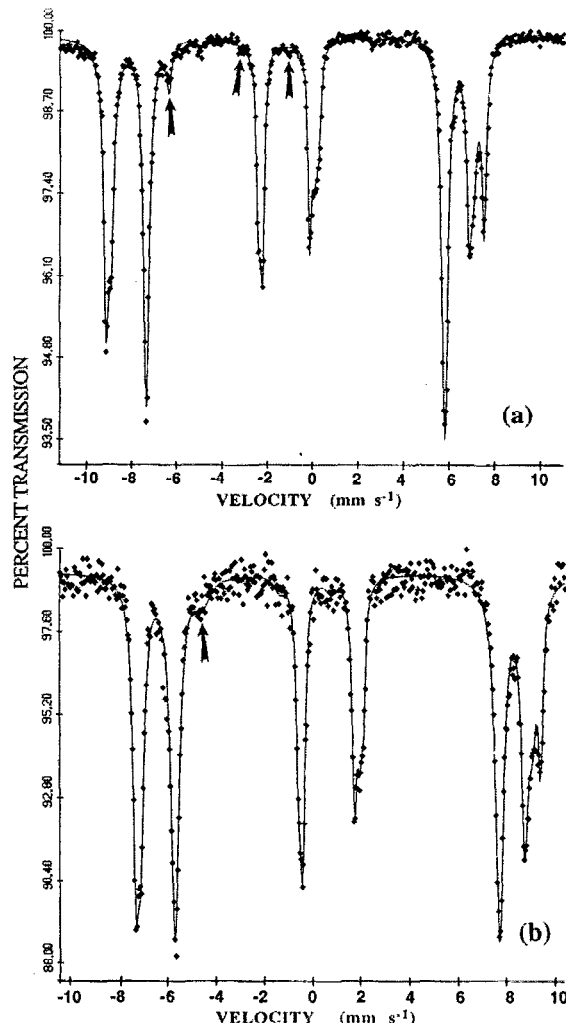 PERCENT TRANSMISSION
100,00
98,70
97,40
96,10
94,80
93,50
(a)
-10 -8 -6 -4 -2 0 2 4 6 8 10
VELOCITY (mm s-1)
100,00
97,60
95,20
92,80
90,40
88,00
(b)
-10 -8 -6 -4 -2 0 2 4 6 8 10
VELOCITY (mm s-1)